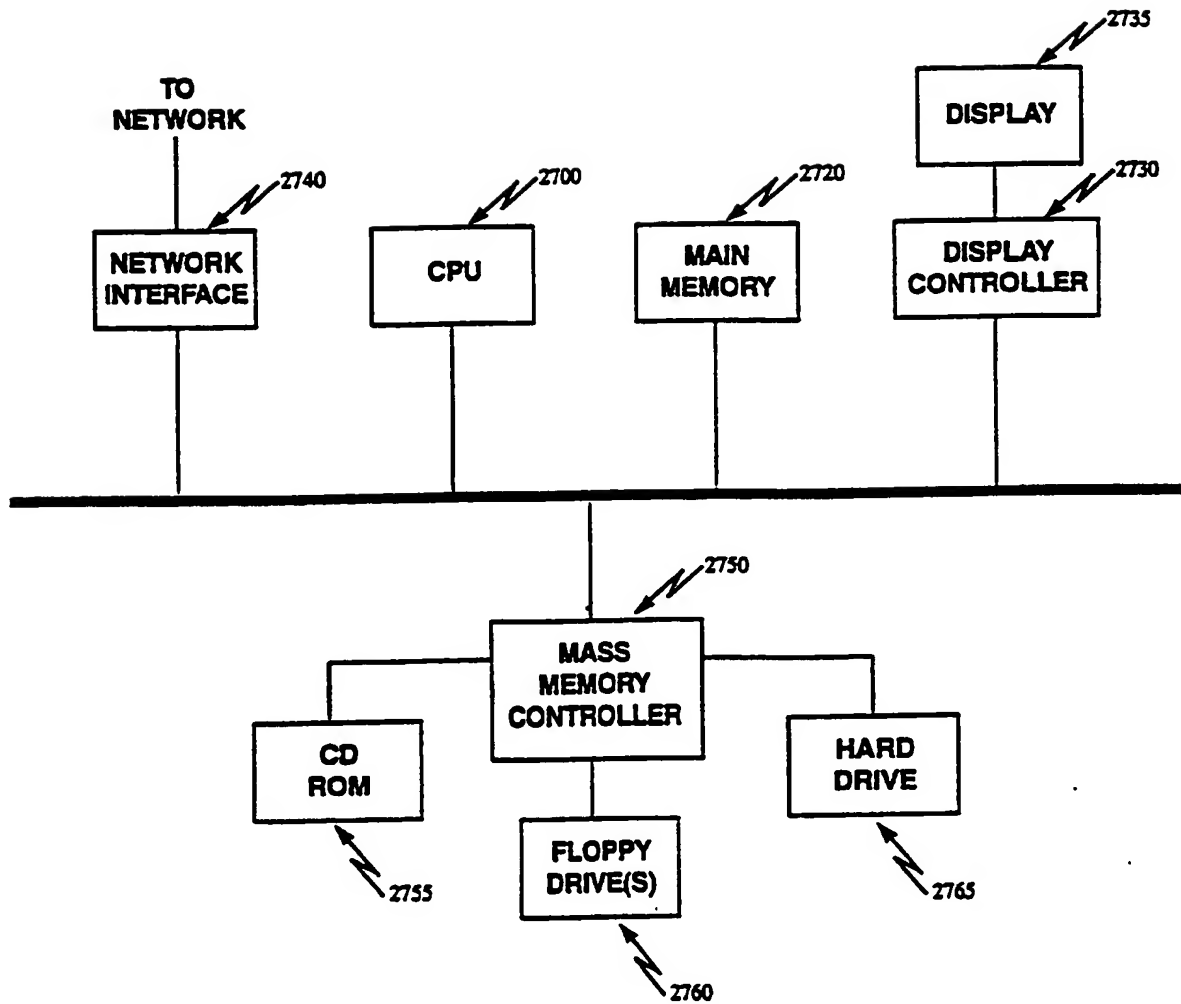 2735
TO
NETWORK
DISPLAY
2740
2700
2720
2730
NETWORK
INTERFACE
CPU
MAIN
MEMORY
DISPLAY
CONTROLLER
2750
MASS
MEMORY
CONTROLLER
CD
ROM
HARD
DRIVE
FLOPPY
DRIVE(S)
2755
2765
2760